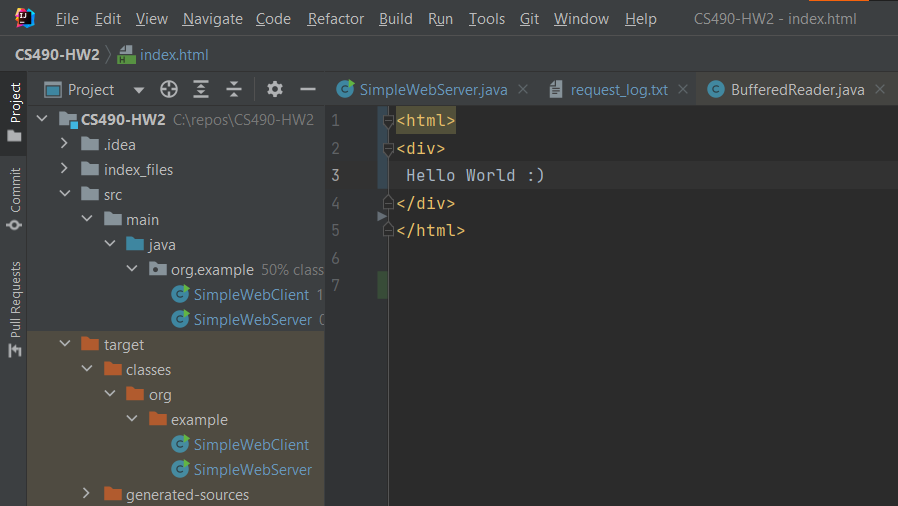 File Edit View Navigate Code Refactor Build Run Tools Git Window Help CS490-HW2 - index.html
CS490-HW2 index.html
Project SimpleWebServer.java request_log.txt BufferedReader.java
Project
Commit
Pull Requests
CS490-HW2 C:\repos\CS490-HW2
.idea
index_files
src
main
java
org.example 50% class
SimpleWebClient 1
SimpleWebServer
target
classes
org
example
SimpleWebClient
SimpleWebServer
generated-sources
1 <html>
2 <div>
3 Hello World :)
4 </div>
5 </html>
6
7